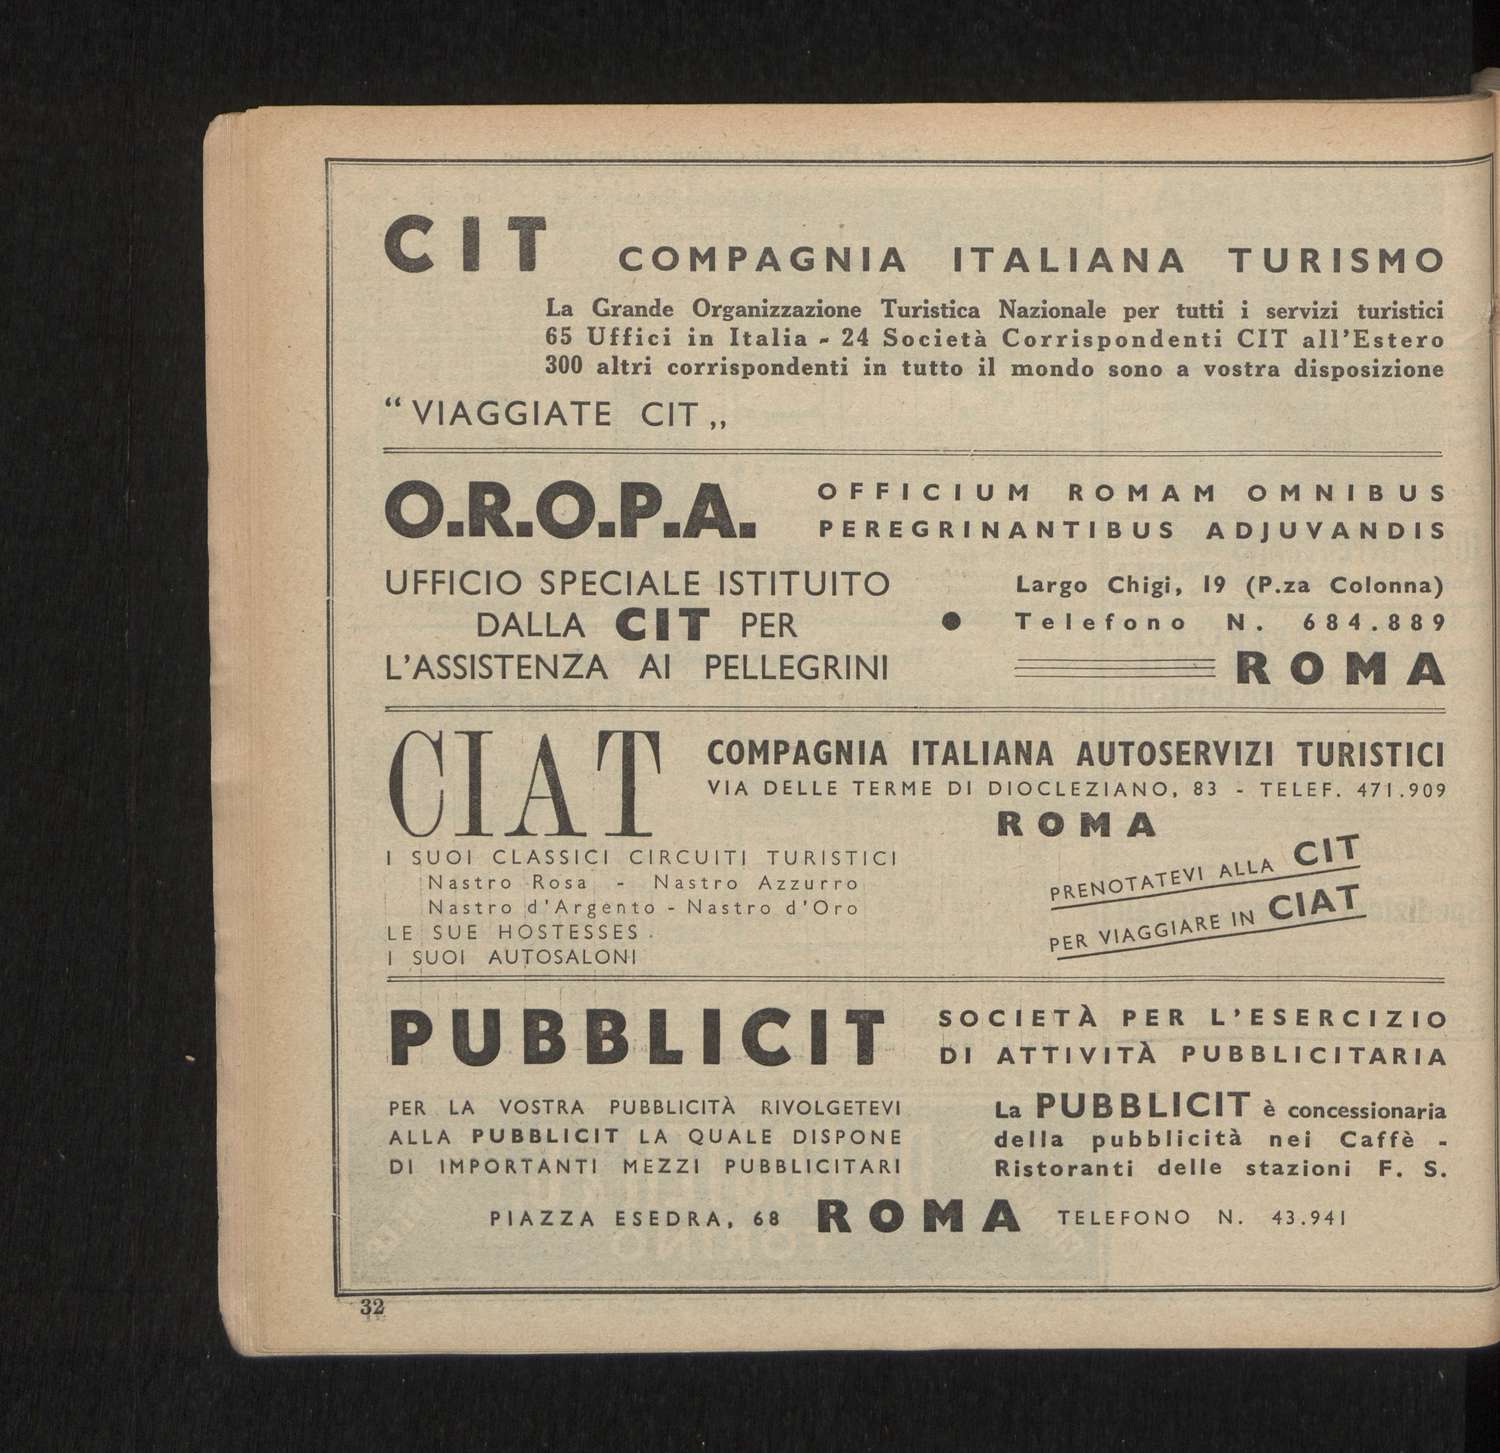 CIT COMPAGNIA ITALIANA TURISMO
La Grande Organizzazione Turistica Nazionale per tutti i servizi turistici
65 Uffici in Italia - 24 Società Corrispondenti CIT all'Estero
300 altri corrispondenti in tutto il mondo sono a vostra disposizione
“ VIAGGIATE CIT „
O.R.O.P.A.
OFFICIUM ROMAM OMNIBUS
PEREGRINANTIBUS ADJUVANDIS
UFFICIO SPECIALE ISTITUITO
DALLA CIT PER
L'ASSISTENZA AI PELLEGRINI
Largo Chigi, 19 (P.za Colonna)
● Telefono N. 684.889
ROMA
CIAT
COMPAGNIA ITALIANA AUTOSERVIZI TURISTICI
VIA DELLE TERME DI DIOCLEZIANO, 83 - TELEF. 471.909
ROMA
I SUOI CLASSICI CIRCUITI TURISTICI
Nastro Rosa - Nastro Azzurro
Nastro d'Argento - Nastro d'Oro
LE SUE HOSTESSES
I SUOI AUTOSALONI
PRENOTATEVI ALLA CIT
PER VIAGGIARE IN CIAT
PUBBLICIT
SOCIETÀ PER L'ESERCIZIO
DI ATTIVITÀ PUBBLICITARIA
PER LA VOSTRA PUBBLICITÀ RIVOLGETEVI
ALLA PUBBLICIT LA QUALE DISPONE
DI IMPORTANTI MEZZI PUBBLICITARI
La PUBBLICIT è concessionaria
della pubblicità nei Caffè -
Ristoranti delle stazioni F. S.
PIAZZA ESEDRA, 68 ROMA TELEFONO N. 43.941
32